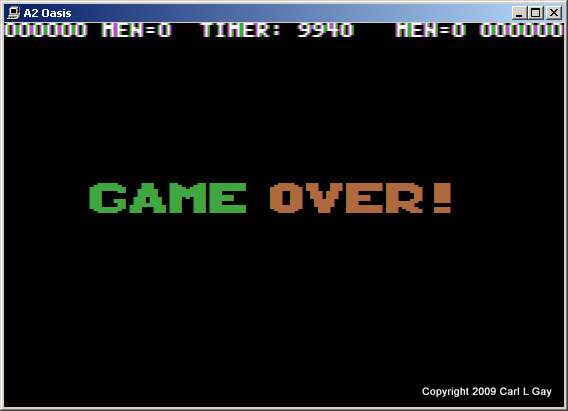 A2 Oasis
000000 MEN=0 TIMER: 9940 MEN=0 000000
GAME OVER!
Copyright 2009 Carl L Gay